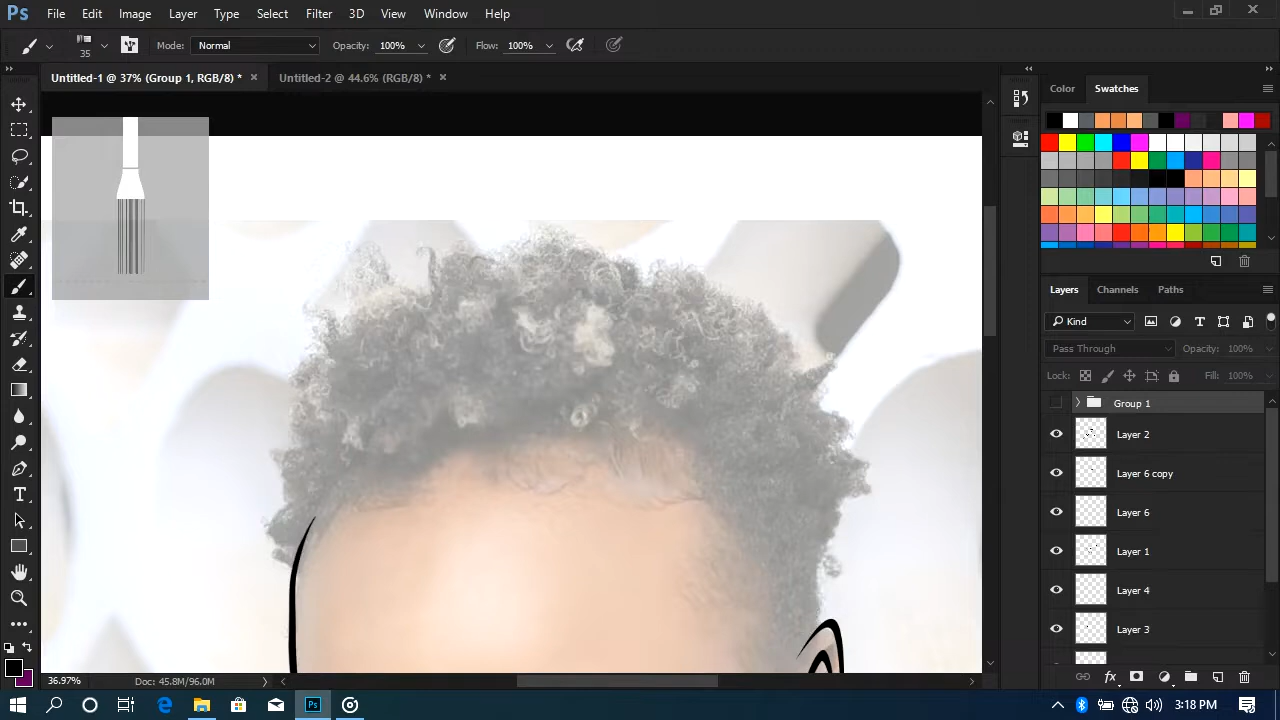 Ps File Edit Image Layer Type Select Filter 3D View Window Help
35 Mode: Normal Opacity: 100% Flow: 100%
Untitled-1 @ 37% (Group 1, RGB/8) * × Untitled-2 @ 44.6% (RGB/8) * ×
Color Swatches
Layers Channels Paths
Kind
Pass Through Opacity: 100%
Lock: Fill: 100%
Group 1
Layer 2
Layer 6 copy
Layer 6
Layer 1
Layer 4
Layer 3
36.97% Doc: 45.8M/96.0M
fx
Ps 3:18 PM